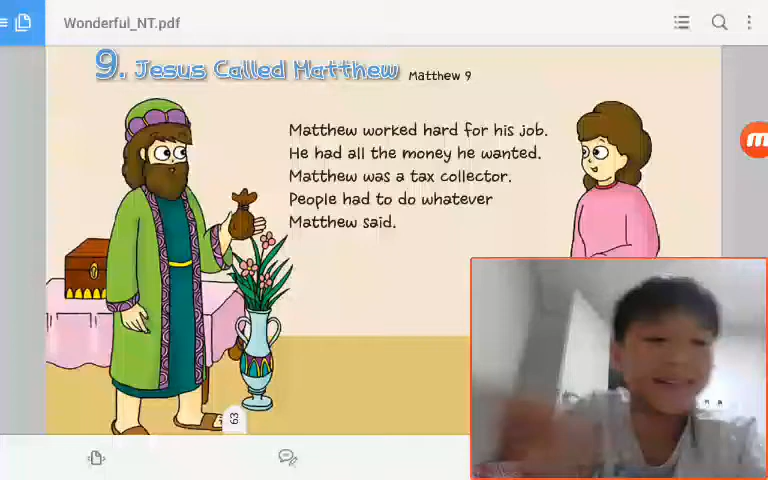 Wonderful_NT.pdf
9. Jesus Called Matthew Matthew 9
Matthew worked hard for his job.
He had all the money he wanted.
Matthew was a tax collector.
People had to do whatever
Matthew said.
63